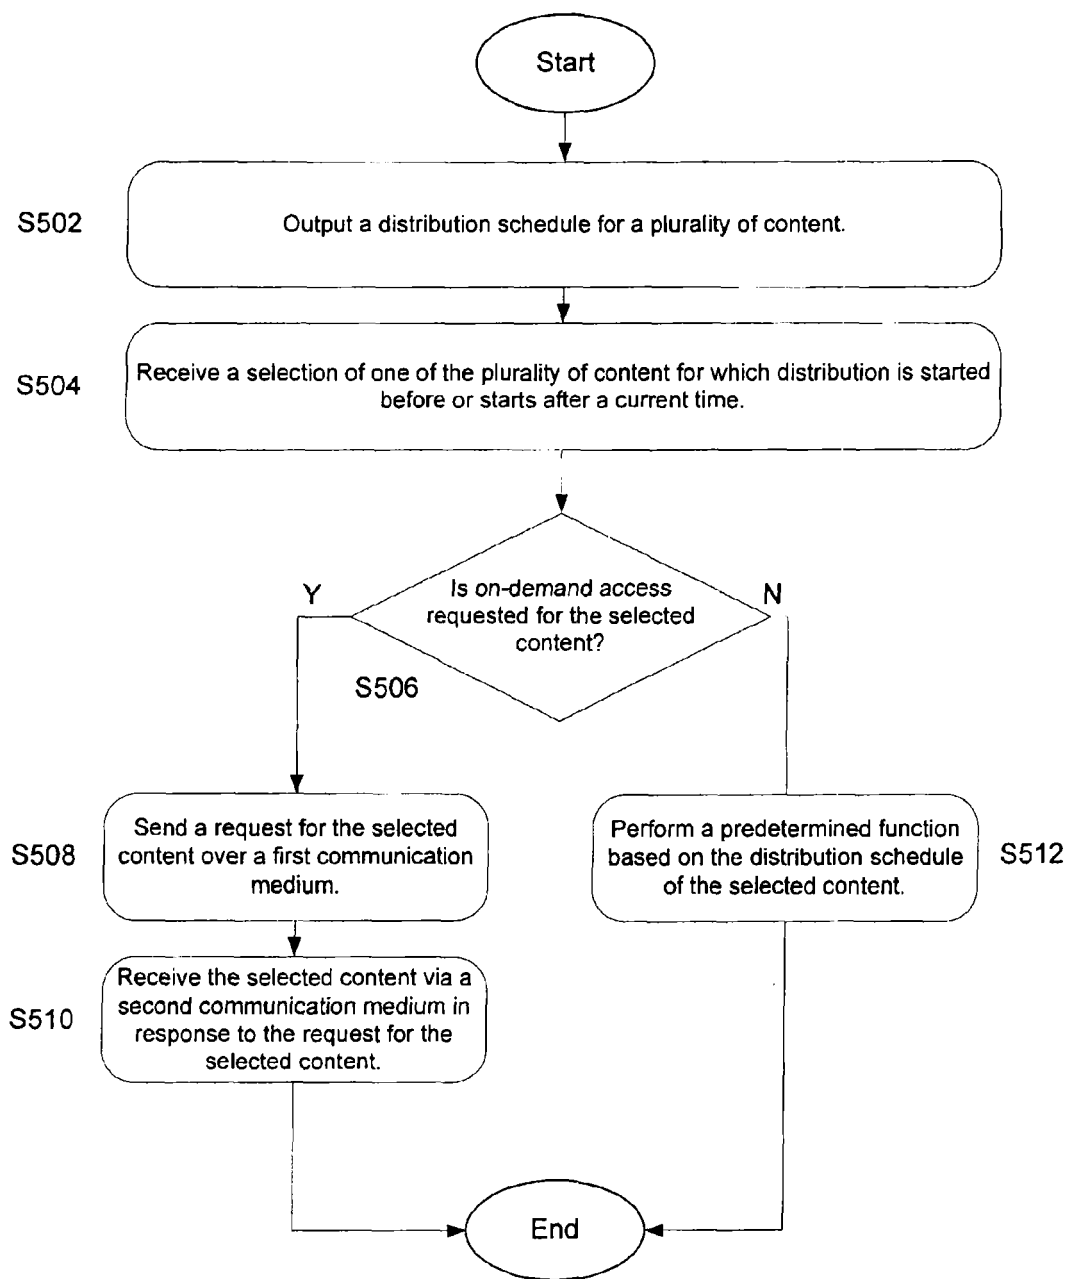 Start
S502
Output a distribution schedule for a plurality of content.
S504
Receive a selection of one of the plurality of content for which distribution is started
before or starts after a current time.
Y
Is on-demand access
requested for the selected
content?
N
S506
S508
Send a request for the selected
content over a first communication
medium.
Perform a predetermined function
based on the distribution schedule
of the selected content.
S512
S510
Receive the selected content via a
second communication medium in
response to the request for the
selected content.
End